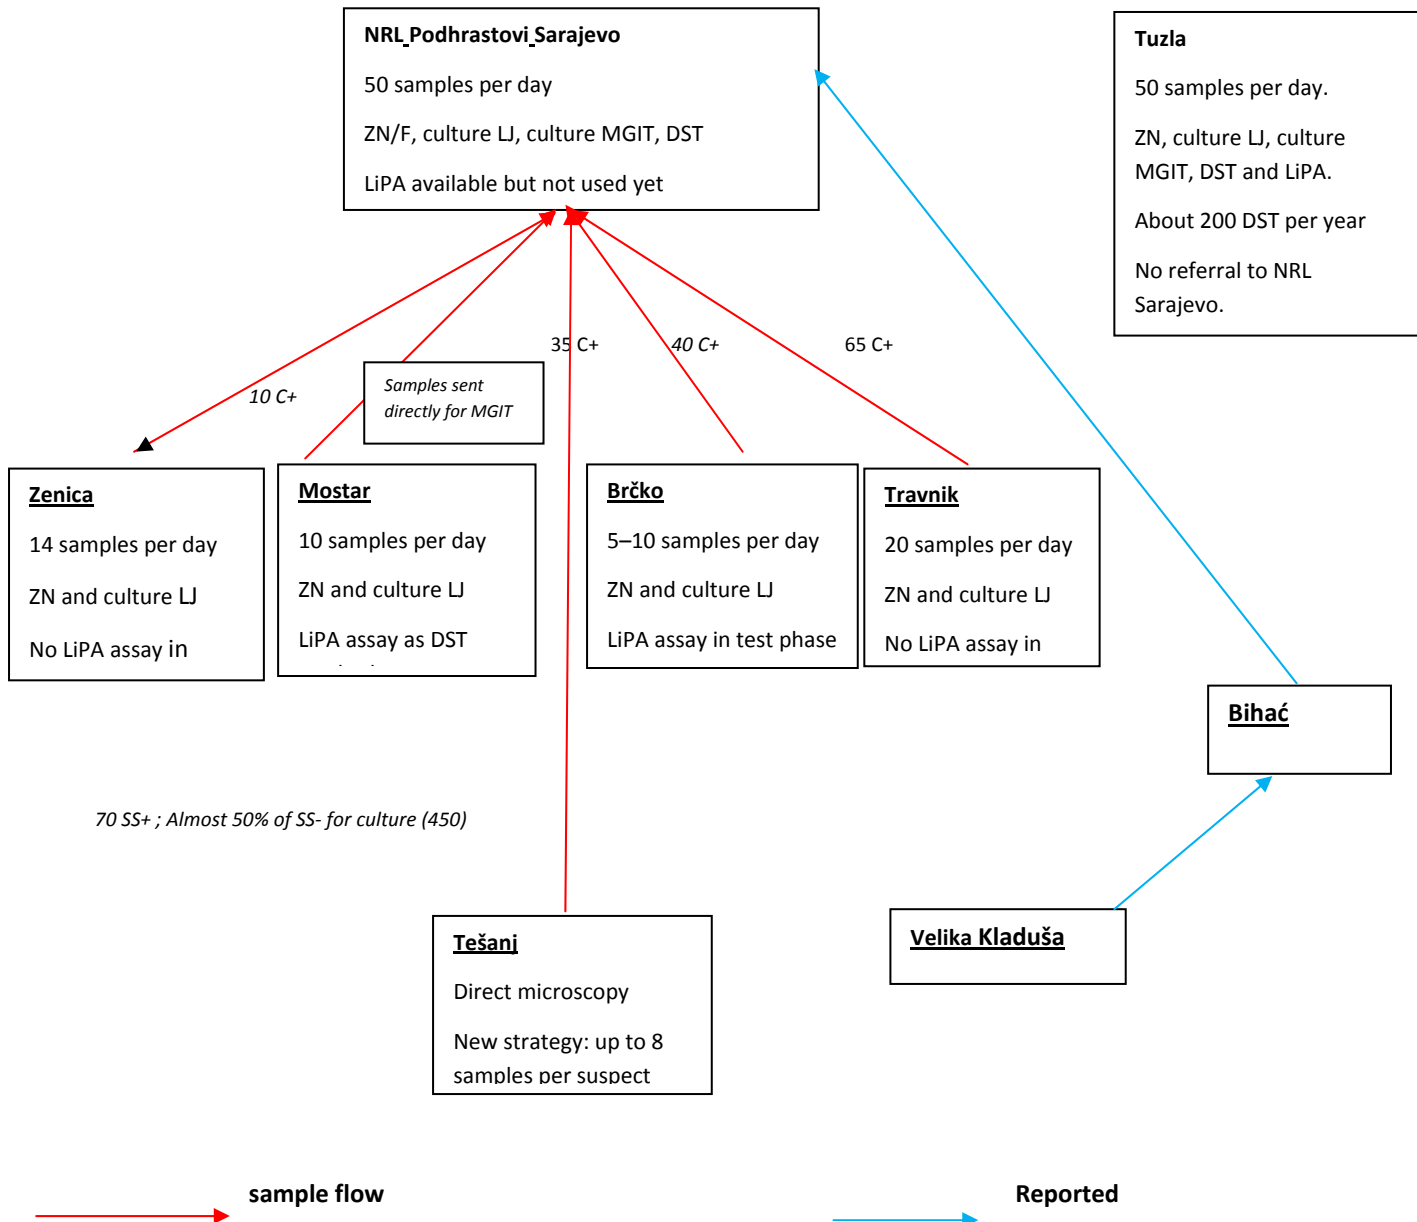 NRL Podhrastovi Sarajevo
50 samples per day
ZN/F, culture LJ, culture MGIT, DST
LiPA available but not used yet
Tuzla
50 samples per day.
ZN, culture LJ, culture
MGIT, DST and LiPA.
About 200 DST per year
No referral to NRL
Sarajevo.
35 C+
40 C+
65 C+
10 C+
Samples sent
directly for MGIT
Zenica
14 samples per day
ZN and culture LJ
No LiPA assay in
Mostar
10 samples per day
ZN and culture LJ
LiPA assay as DST
Brčko
5–10 samples per day
ZN and culture LJ
LiPA assay in test phase
Travnik
20 samples per day
ZN and culture LJ
No LiPA assay in
Bihać
70 SS+ ; Almost 50% of SS- for culture (450)
Tešanj
Direct microscopy
New strategy: up to 8
samples per suspect
Velika Kladuša
sample flow
Reported